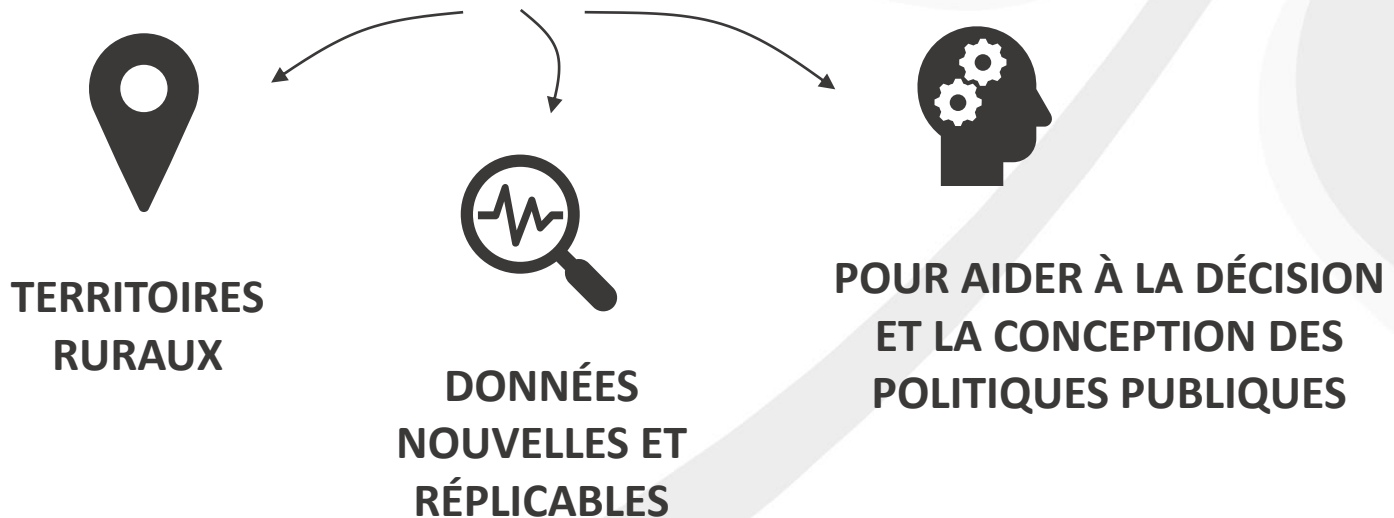 TERRITOIRES
RURAUX
DONNÉES
NOUVELLES ET
RÉPLICABLES
POUR AIDER À LA DÉCISION
ET LA CONCEPTION DES
POLITIQUES PUBLIQUES